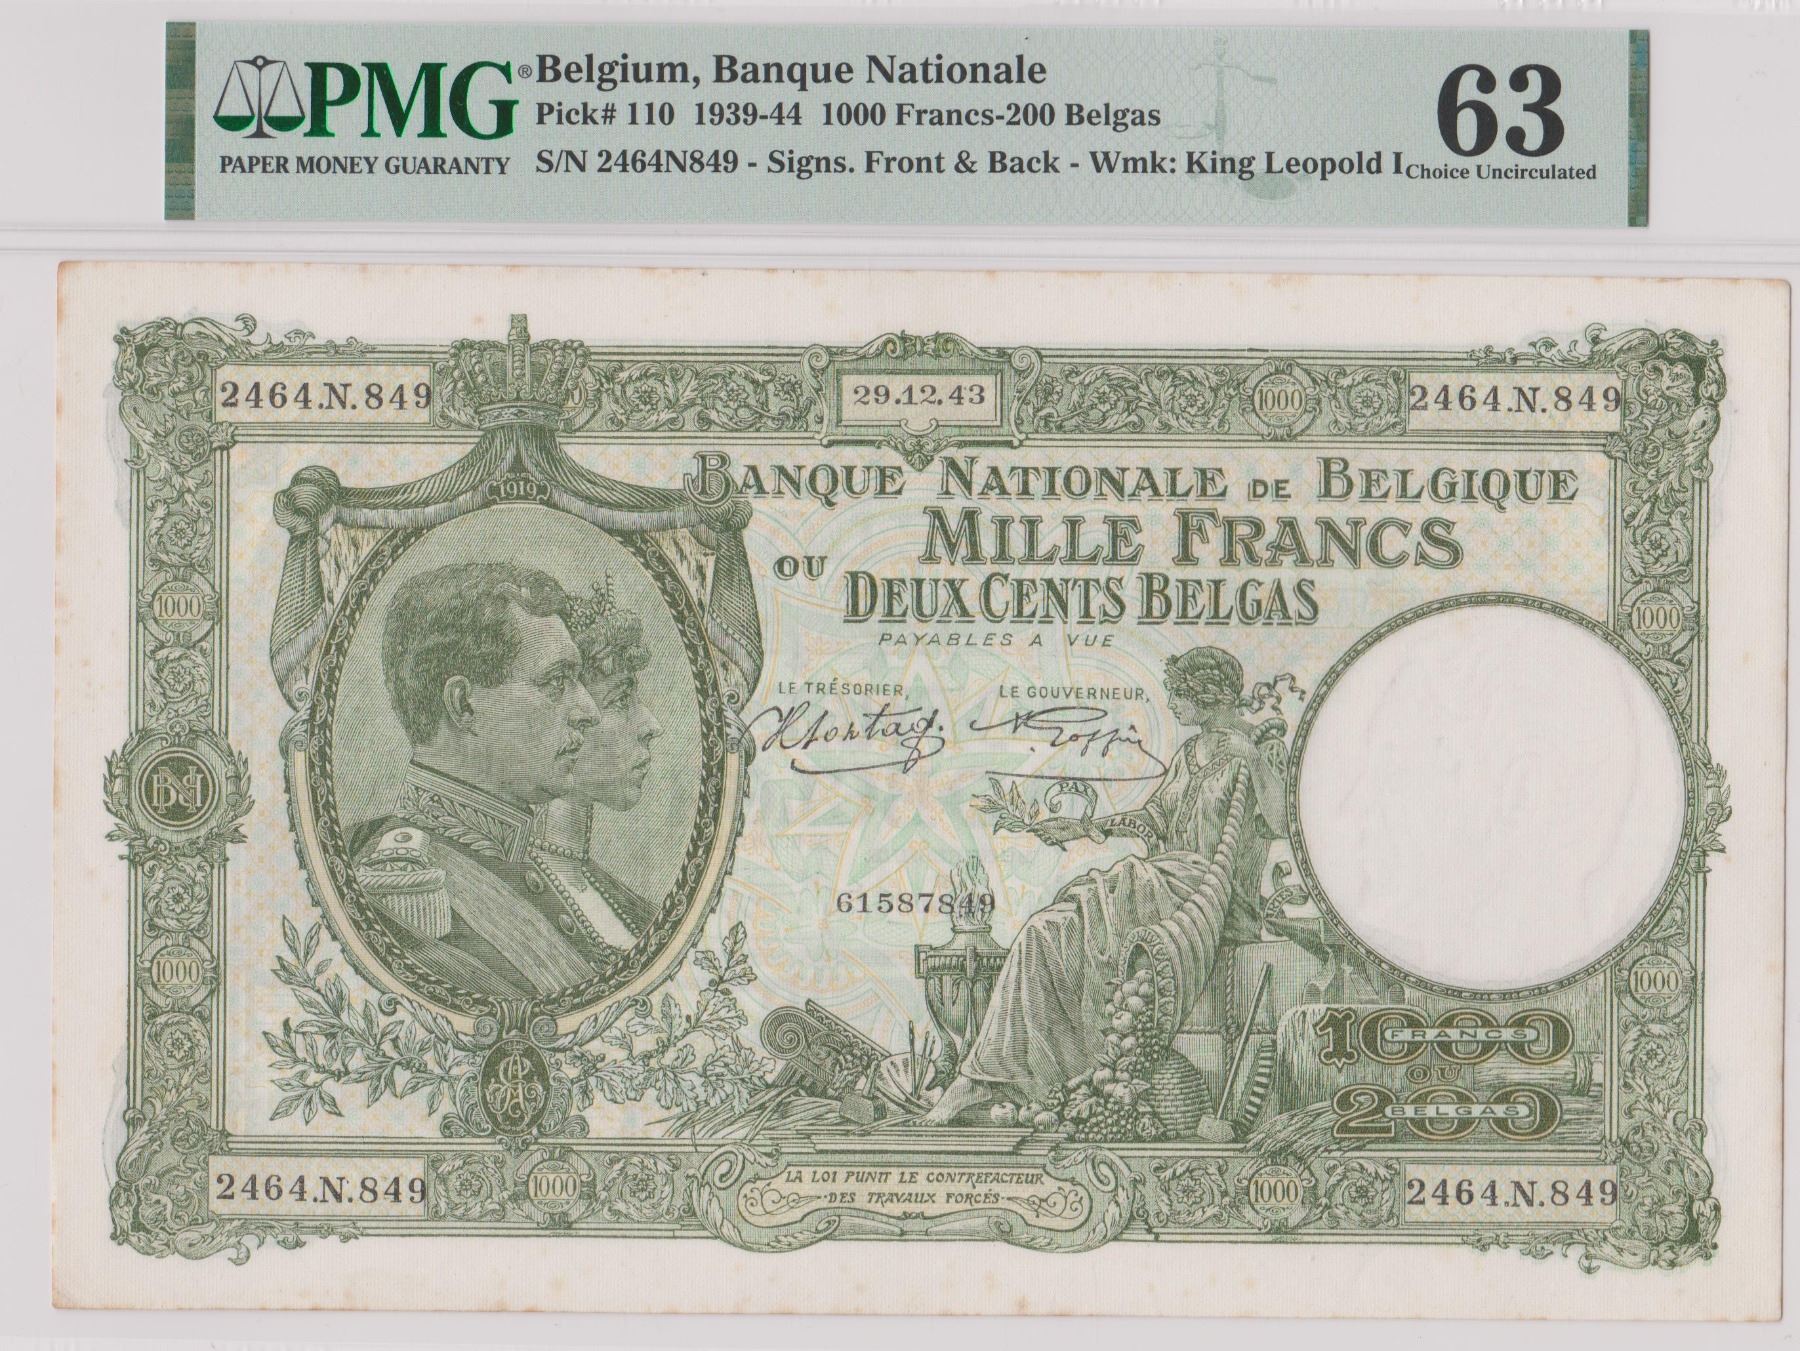 PMG®
PAPER MONEY GUARANTY
Belgium, Banque Nationale
Pick# 110 1939-44 1000 Francs-200 Belgas
S/N 2464N849 - Signs. Front & Back - Wmk: King Leopold I
63
Choice Uncirculated
2464.N.849
29.12.43
1000
2464.N.849
1919
BANQUE NATIONALE DE BELGIQUE
MILLE FRANCS
OU
DEUX CENTS BELGAS
PAYABLES A VUE
1000
1000
LE TRÉSORIER,
LE GOUVERNEUR,
BNB
PAX
LABOR
61587849
1000
1000
1000
FRANCS
OU
200
BELGAS
2464.N.849
1000
LA LOI PUNIT LE CONTREFACTEUR
DES TRAVAUX FORCÉS
1000
2464.N.849